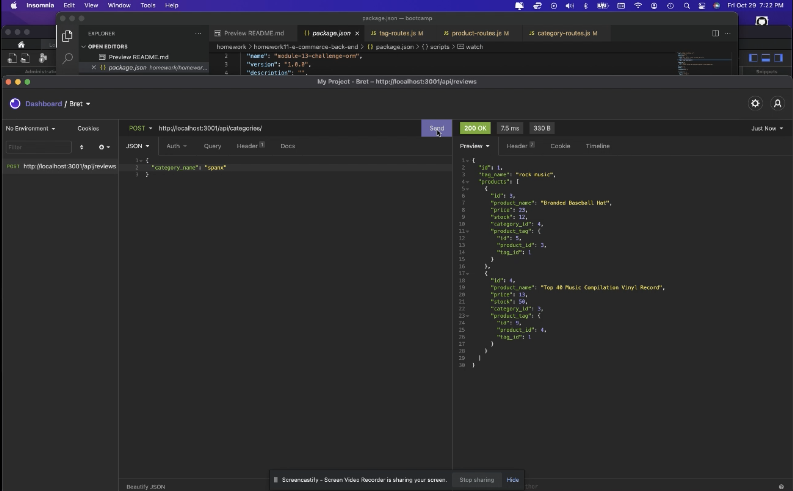 Insomnia Edit View Window Tools Help
Fri Oct 29 7:22 PM
package.json — bootcamp
EXPLORER
Preview README.md
package.json
JS tag-routes.js M
JS product-routes.js M
JS category-routes.js M
OPEN EDITORS
homework > homework11-e-commerce-back-end > {} package.json > {} scripts > watch
Preview README.md
2 "name": "module-13-challenge-orm",
3 "version": "1.0.0",
4 "description": "",
{} package.json
My Project - Bret – http://localhost:3001/api/reviews
Dashboard / Bret
No Environment
Cookies
POST http://localhost:3001/api/categories/
Send
200 OK
7.5 ms
330 B
Just Now
Filter
JSON Auth Query Header Docs
Preview Header Cookie Timeline
POST http://localhost:3001/api/reviews
1 {
2 "category_name": "spanx"
3 }
1 {
2 "id": 1,
3 "tag_name": "rock music",
4 "products": [
5 {
6 "id": 3,
7 "product_name": "Branded Baseball Hat",
8 "price": 23,
9 "stock": 12,
10 "category_id": 4,
11 "product_tag": {
12 "id": 5,
13 "product_id": 3,
14 "tag_id": 1
15 }
16 },
17 {
18 "id": 4,
19 "product_name": "Top 40 Music Compilation Vinyl Record",
20 "price": 13,
21 "stock": 50,
22 "category_id": 3,
23 "product_tag": {
24 "id": 9,
25 "product_id": 4,
26 "tag_id": 1
27 }
28 }
29 ]
30 }
Beautify JSON
Screencastify - Screen Video Recorder is sharing your screen.
Stop sharing
Hide